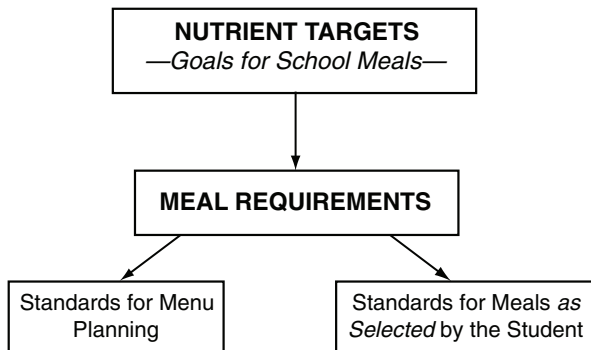 NUTRIENT TARGETS
—Goals for School Meals—
MEAL REQUIREMENTS
Standards for Menu
Planning
Standards for Meals as
Selected by the Student